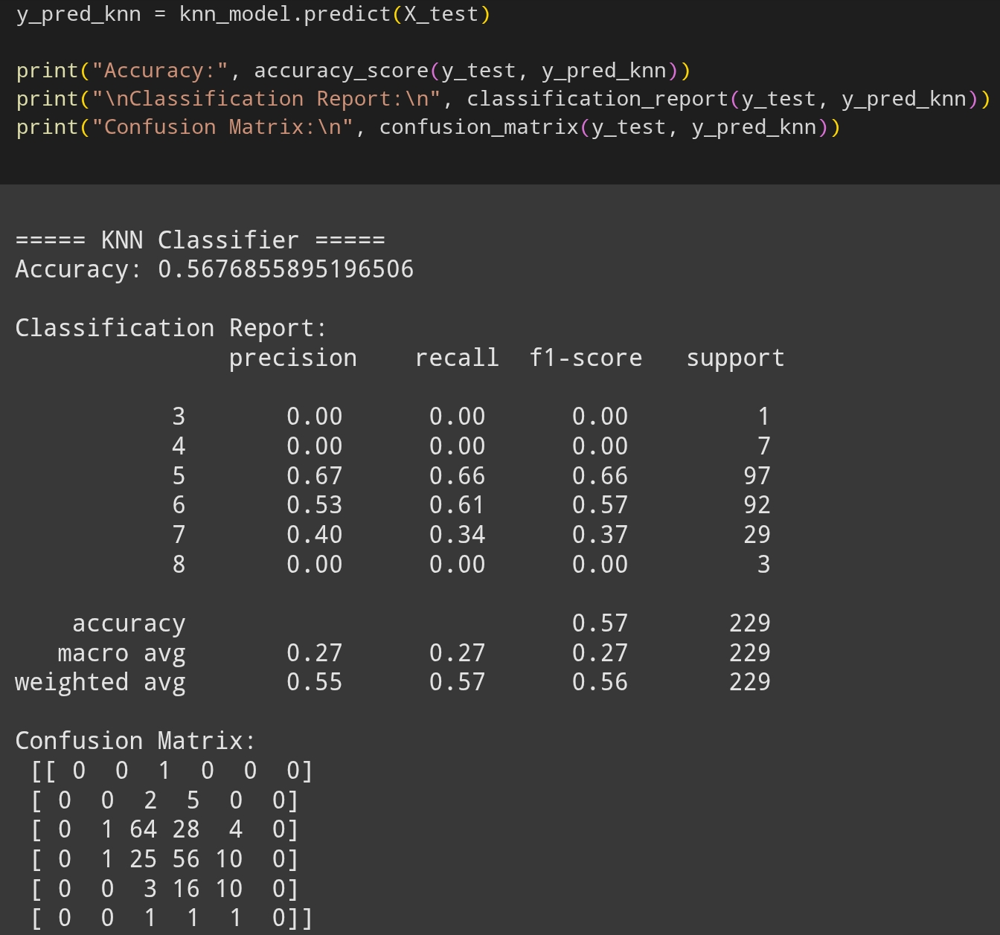 y_pred_knn = knn_model.predict(X_test)
print("Accuracy:", accuracy_score(y_test, y_pred_knn))
print("\nClassification Report:\n", classification_report(y_test, y_pred_knn))
print("Confusion Matrix:\n", confusion_matrix(y_test, y_pred_knn))
===== KNN Classifier =====
Accuracy: 0.5676855895196506
Classification Report:
precision recall f1-score support
3 0.00 0.00 0.00 1
4 0.00 0.00 0.00 7
5 0.67 0.66 0.66 97
6 0.53 0.61 0.57 92
7 0.40 0.34 0.37 29
8 0.00 0.00 0.00 3
accuracy 0.57 229
macro avg 0.27 0.27 0.27 229
weighted avg 0.55 0.57 0.56 229
Confusion Matrix:
[[ 0 0 1 0 0 0]
[ 0 0 2 5 0 0]
[ 0 1 64 28 4 0]
[ 0 1 25 56 10 0]
[ 0 0 3 16 10 0]
[ 0 0 1 1 1 0]]